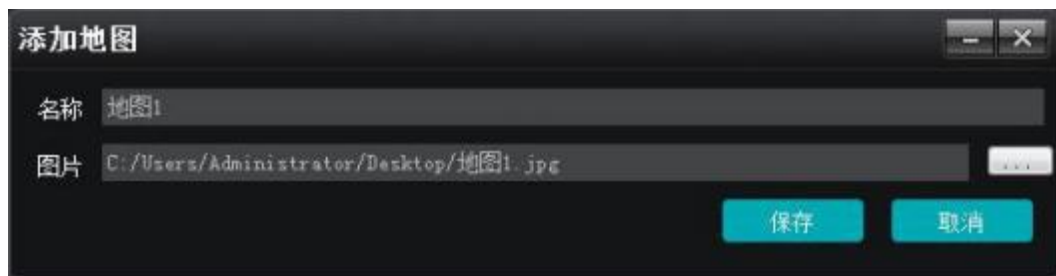 添加地图
名称 地图1
图片 C:/Users/Administrator/Desktop/地图1.jpg ...
保存 取消